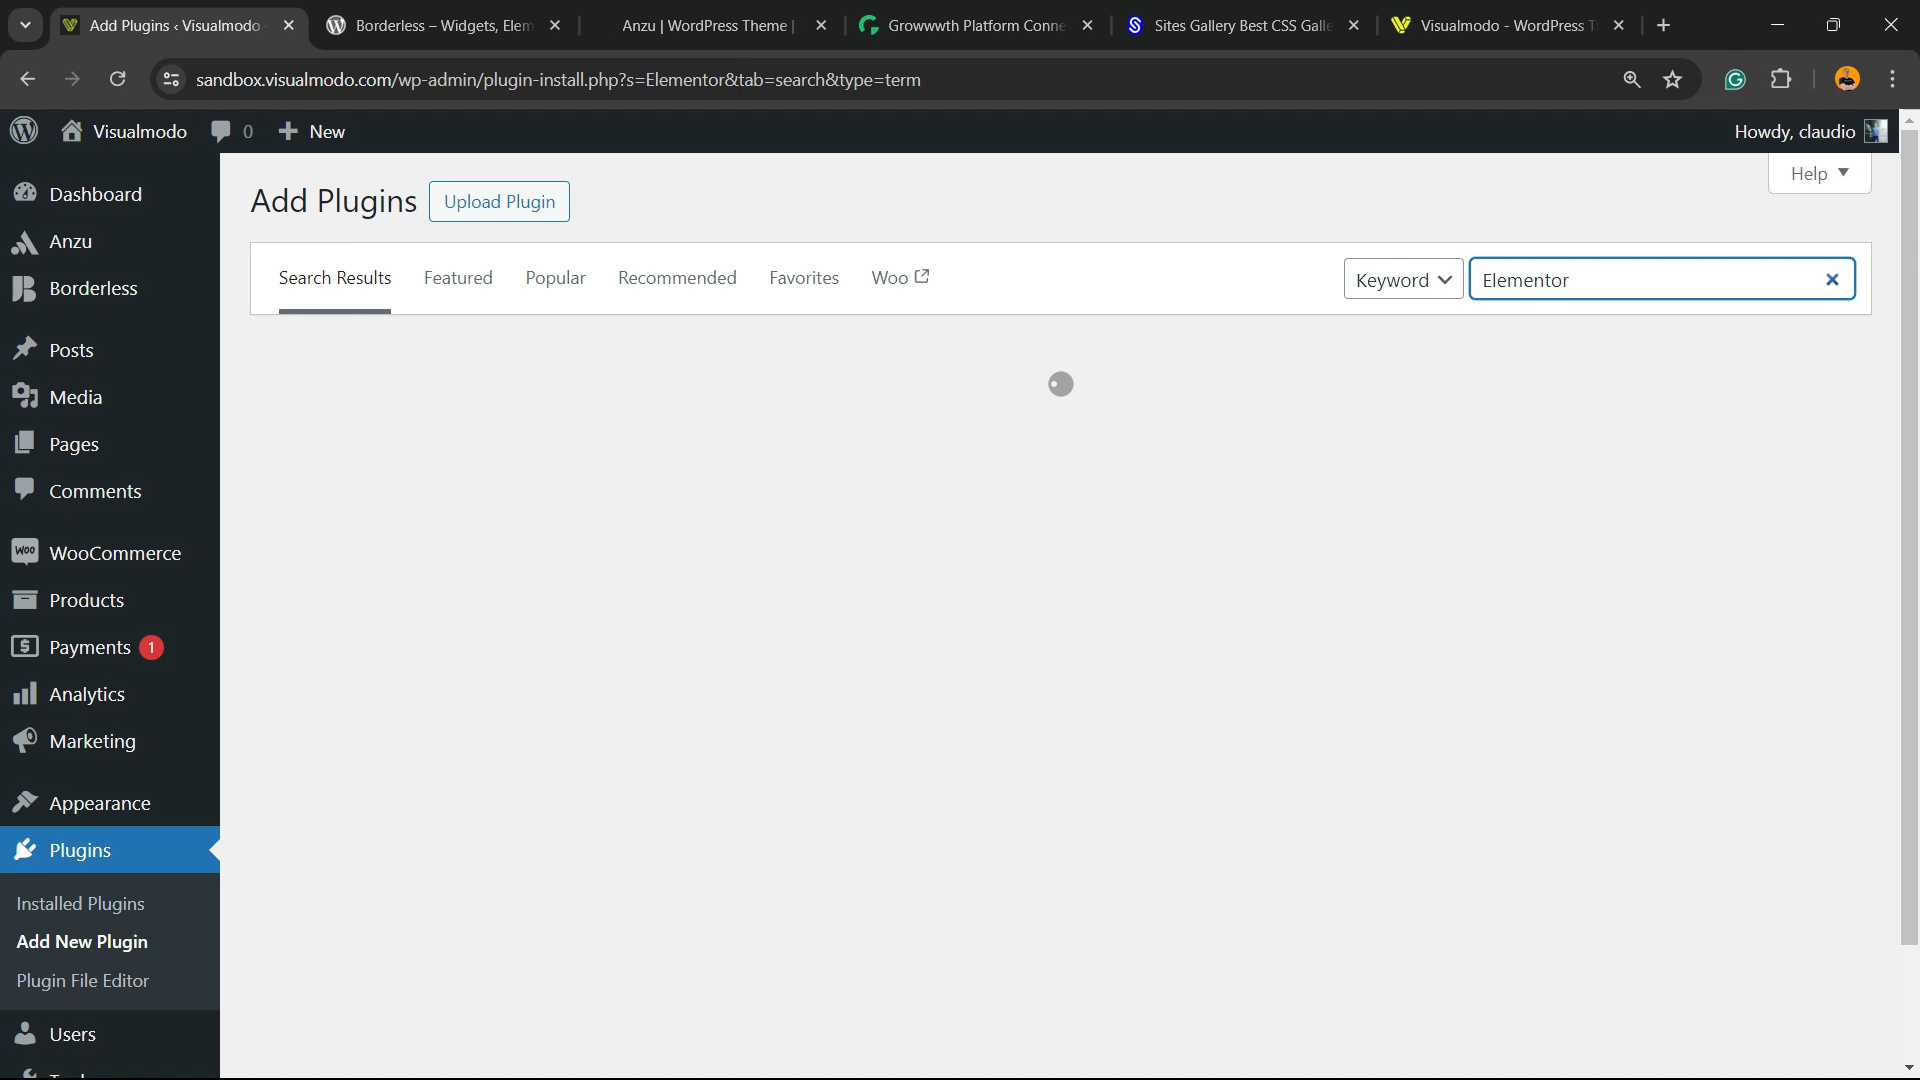 Add Plugins ‹ Visualmodo
Borderless – Widgets, Elem
Anzu | WordPress Theme |
Growwwth Platform Conne
Sites Gallery Best CSS Galle
Visualmodo - WordPress T
sandbox.visualmodo.com/wp-admin/plugin-install.php?s=Elementor&tab=search&type=term
Visualmodo
0
New
Howdy, claudio
Dashboard
Anzu
Borderless
Posts
Media
Pages
Comments
WooCommerce
Products
Payments 1
Analytics
Marketing
Appearance
Plugins
Installed Plugins
Add New Plugin
Plugin File Editor
Users
Help
Add Plugins
Upload Plugin
Search Results
Featured
Popular
Recommended
Favorites
Woo
Keyword
Elementor